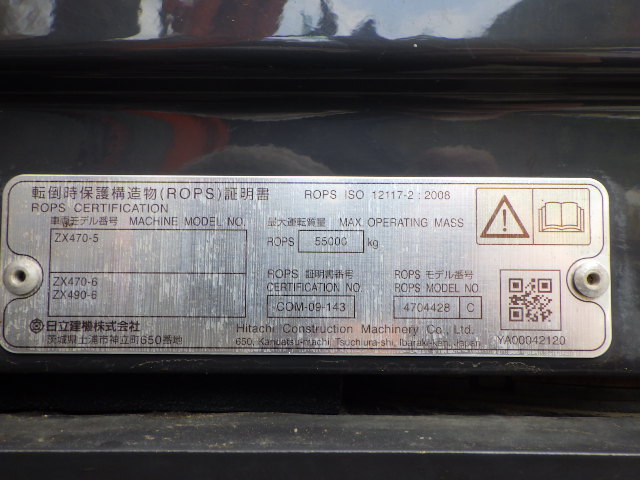 転倒時保護構造物(ROPS)証明書 ROPS ISO 12117-2 : 2008
ROPS CERTIFICATION
車両モデル番号 MACHINE MODEL NO. 最大運転質量 MAX. OPERATING MASS
ZX470-5 ROPS 55000 kg
ZX470-6 ROPS 証明書番号 ROPS モデル番号
ZX490-6 CERTIFICATION NO. ROPS MODEL NO.
COM-09-143 4704428 C
日立建機株式会社 Hitachi Construction Machinery Co., Ltd.
茨城県土浦市神立町650番地 650, Kandatsu-machi, Tsuchiura-shi, Ibaraki-ken, Japan YA00042120